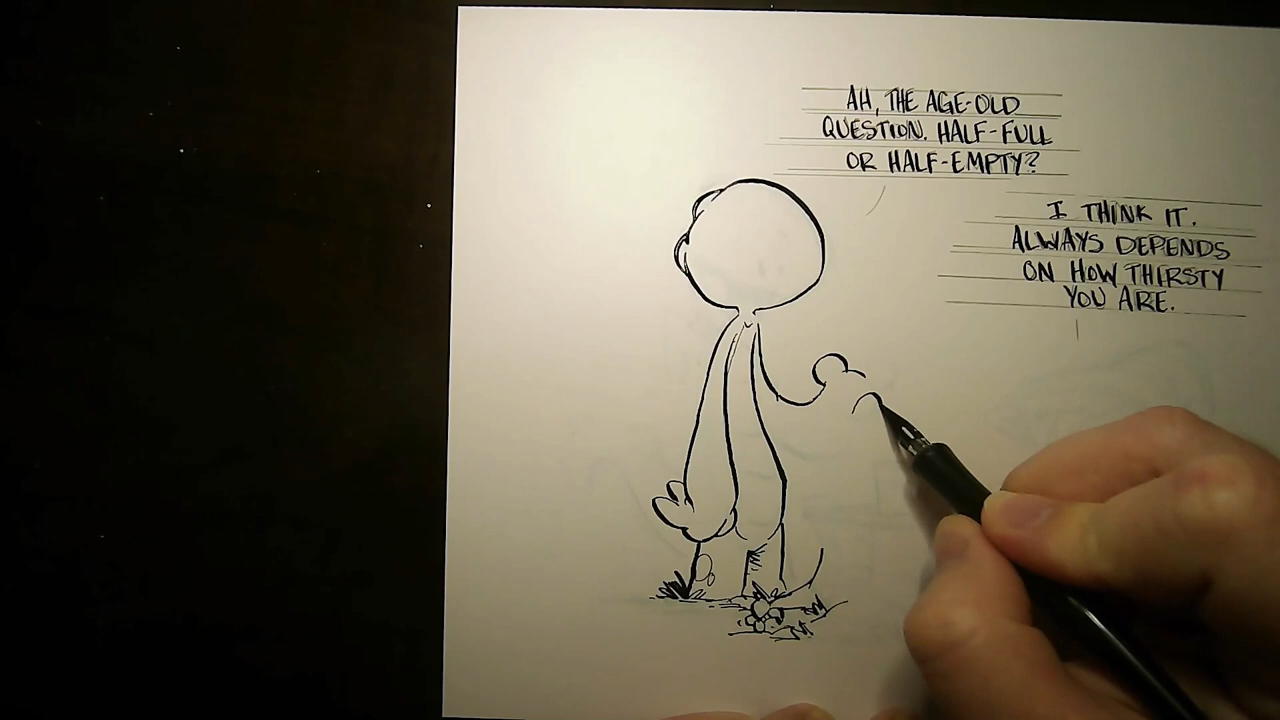 AH, THE AGE-OLD
QUESTION. HALF-FULL
OR HALF-EMPTY?
I THINK IT.
ALWAYS DEPENDS
ON HOW THIRSTY
YOU ARE.